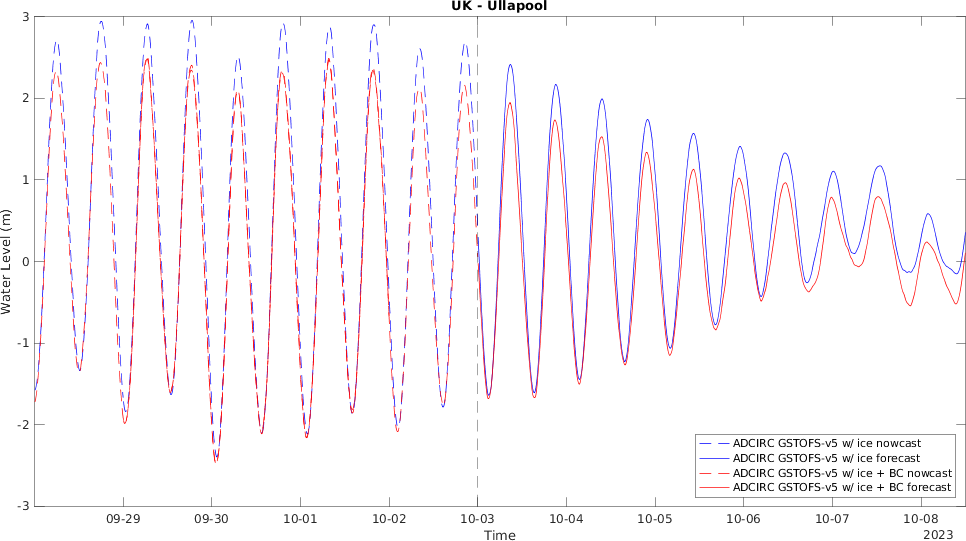 UK - Ullapool
3
2
1
0
-1
-2
-3
Water Level (m)
09-29 09-30 10-01 10-02 10-03 10-04 10-05 10-06 10-07 10-08
Time
2023
ADCIRC GSTOFS-v5 w/ ice nowcast
ADCIRC GSTOFS-v5 w/ ice forecast
ADCIRC GSTOFS-v5 w/ ice + BC nowcast
ADCIRC GSTOFS-v5 w/ ice + BC forecast